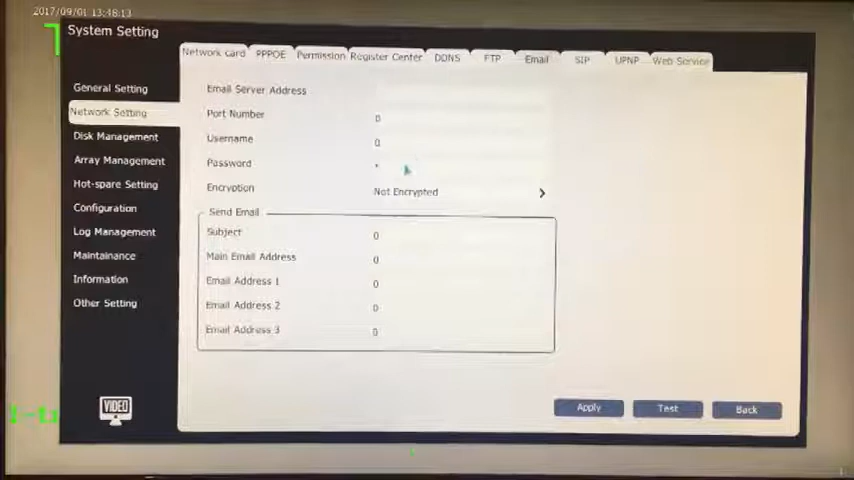 2017/09/01 13:48:13
System Setting
Network card PPPOE Permission Register Center DDNS FTP Email SIP UPNP Web Service
General Setting
Network Setting
Disk Management
Array Management
Hot-spare Setting
Configuration
Log Management
Maintainance
Information
Other Setting
VIDEO
Email Server Address
Port Number 0
Username 0
Password *
Encryption Not Encrypted >
Send Email
Subject 0
Main Email Address 0
Email Address 1 0
Email Address 2 0
Email Address 3 0
Apply Test Back